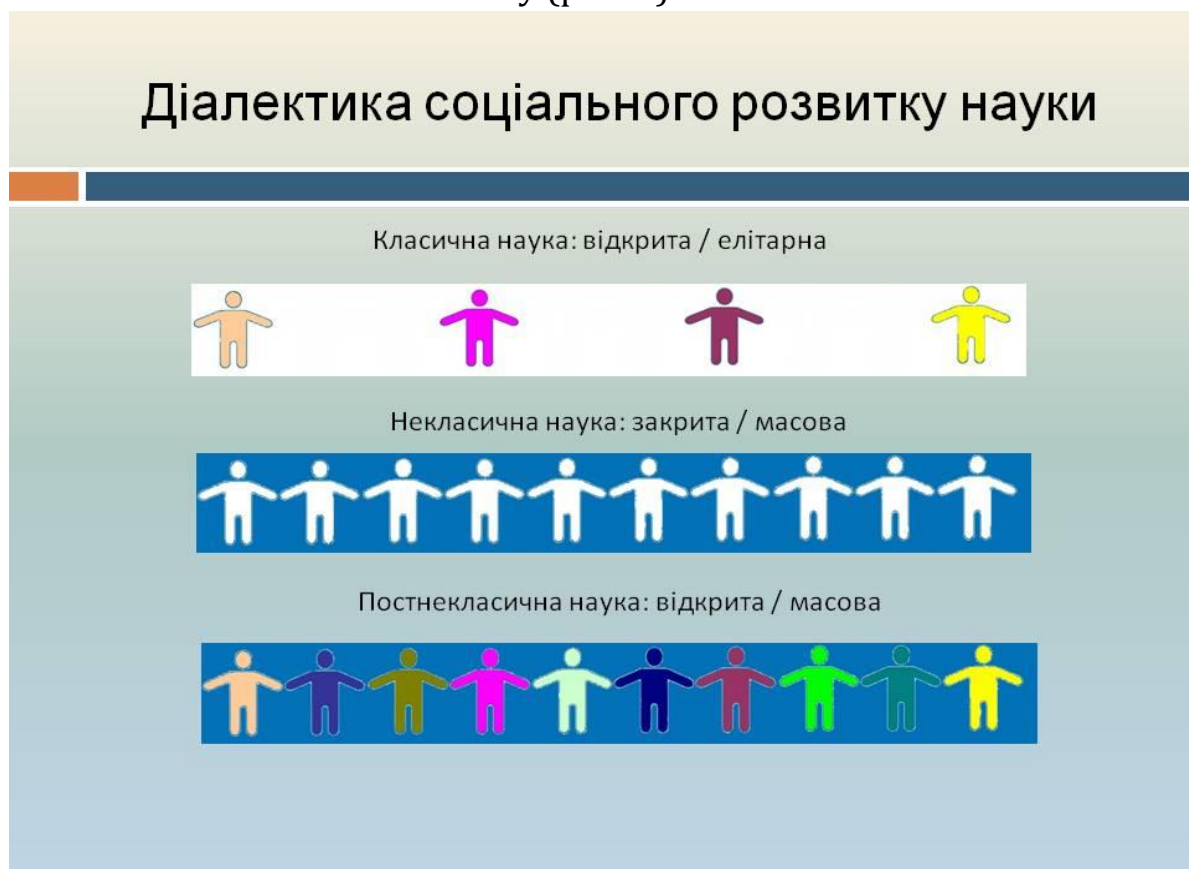 Діалектика соціального розвитку науки
Класична наука: відкрита / елітарна
Некласична наука: закрита / масова
Постнекласична наука: відкрита / масова